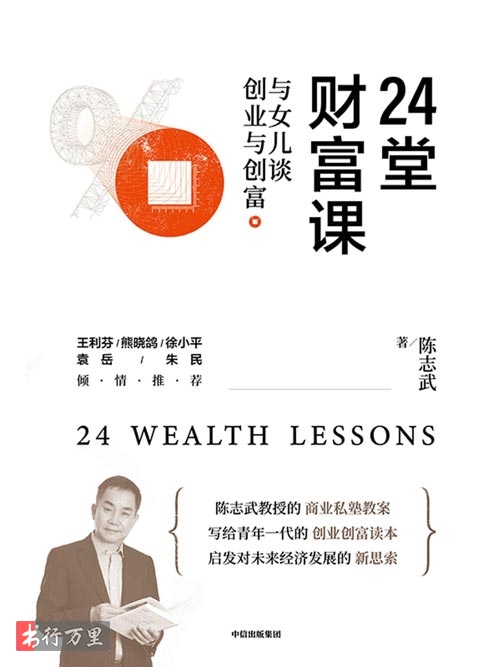 24堂
财富课
与女儿谈
创业与创富
陈志武
著
王利芬/熊晓鸽/徐小平
袁岳/朱民
倾·情·推·荐
24 WEALTH LESSONS
陈志武教授的 商业私塾教案
写给青年一代的 创业创富读本
启发对未来经济发展的 新思索
书行万里
中信出版集团